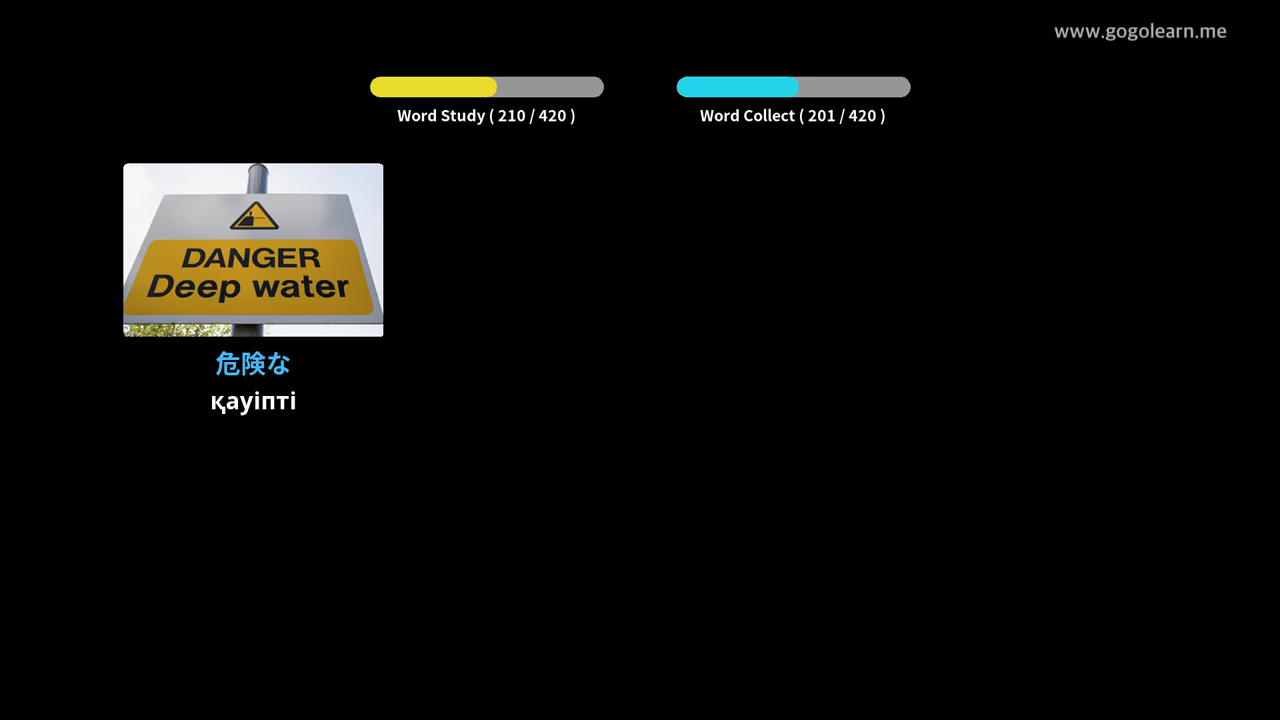 www.gogolearn.me
Word Study ( 210 / 420 )
Word Collect ( 201 / 420 )
DANGER
Deep water
危険な
қауіпті